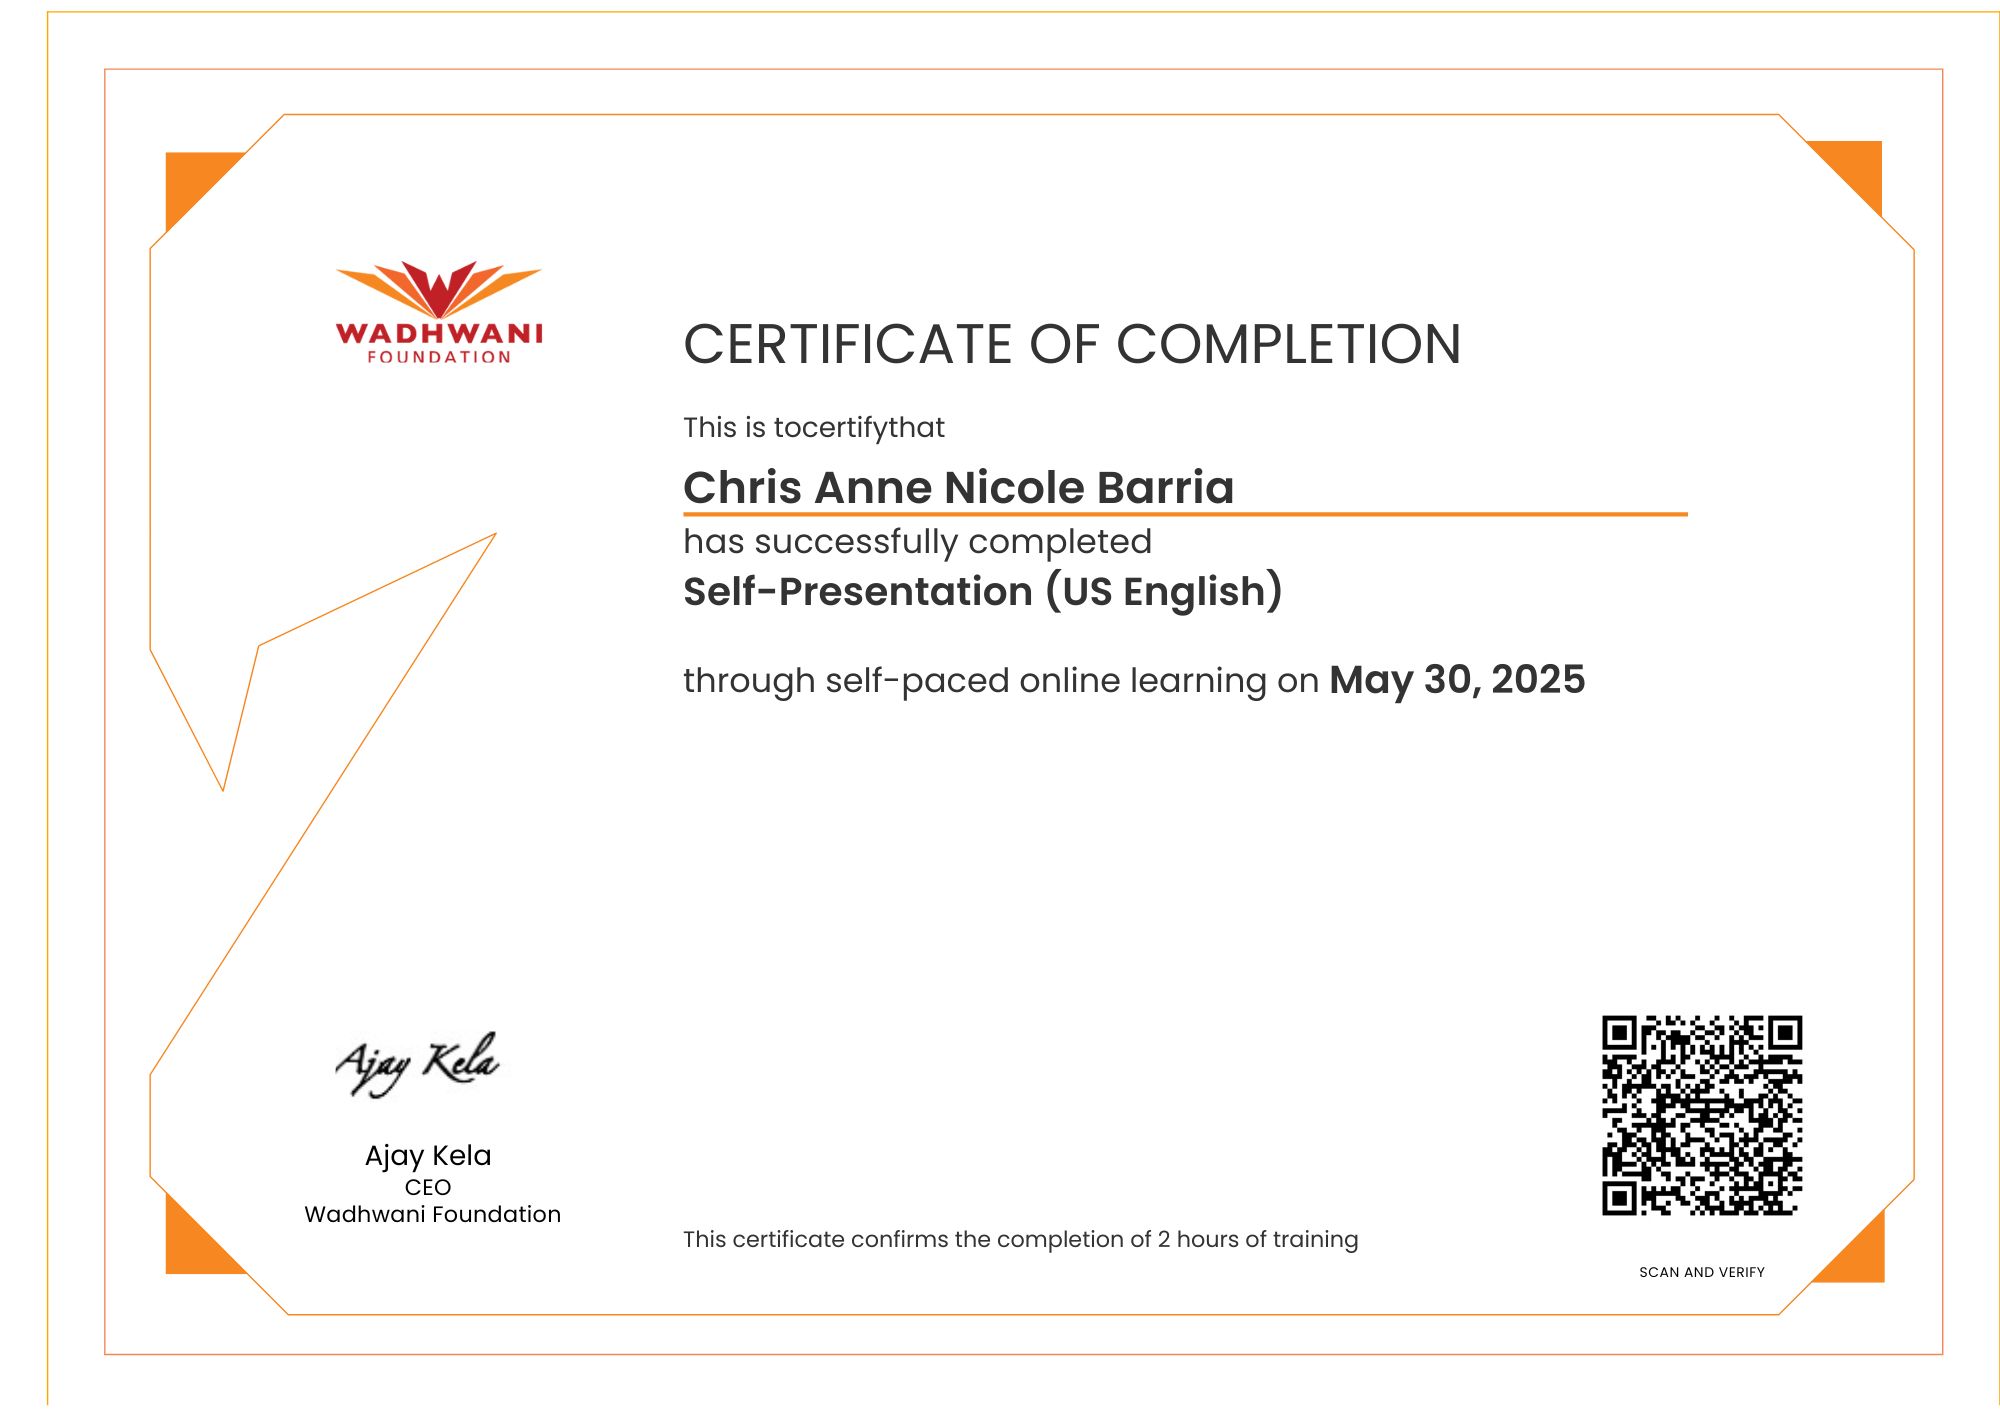 WADHWANI
FOUNDATION
CERTIFICATE OF COMPLETION
This is tocertifythat
Chris Anne Nicole Barria
has successfully completed
Self-Presentation (US English)
through self-paced online learning on May 30, 2025
Ajay Kela
Ajay Kela
CEO
Wadhwani Foundation
This certificate confirms the completion of 2 hours of training
SCAN AND VERIFY